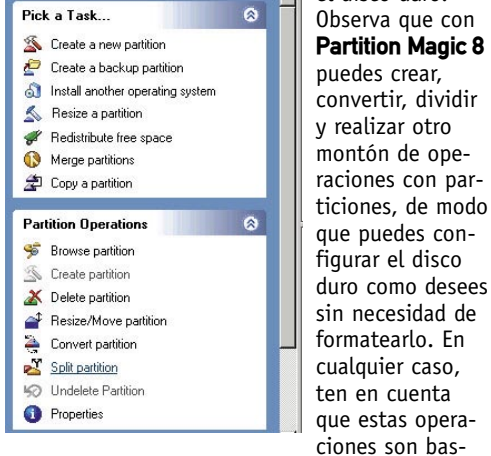 Pick a Task...
Create a new partition
Create a backup partition
Install another operating system
Resize a partition
Redistribute free space
Merge partitions
Copy a partition
Partition Operations
Browse partition
Create partition
Delete partition
Resize/Move partition
Convert partition
Split partition
Undelete Partition
Properties
el disco duro.
Observa que con
Partition Magic 8
puedes crear,
convertir, dividir
y realizar otro
montón de ope-
raciones con par-
ticiones, de modo
que puedes con-
figurar el disco
duro como desees
sin necesidad de
formatearlo. En
cualquier caso,
ten en cuenta
que estas opera-
ciones son bas-